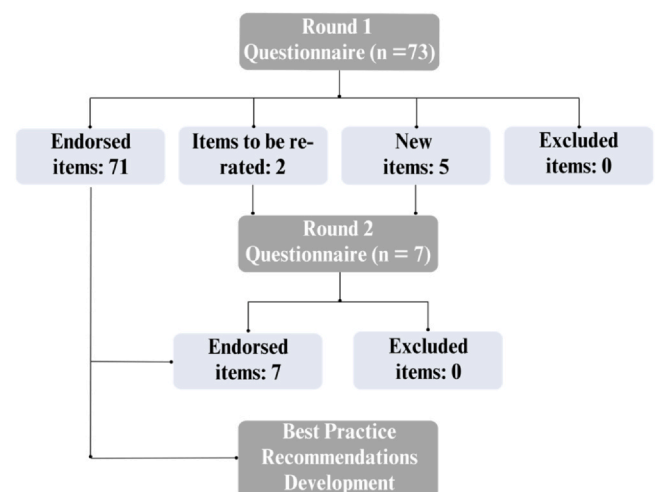 Round 1
Questionnaire (n =73)
Endorsed
items: 71
Items to be re-
rated: 2
New
items: 5
Excluded
items: 0
Round 2
Questionnaire (n = 7)
Endorsed
items: 7
Excluded
items: 0
Best Practice
Recommendations
Development